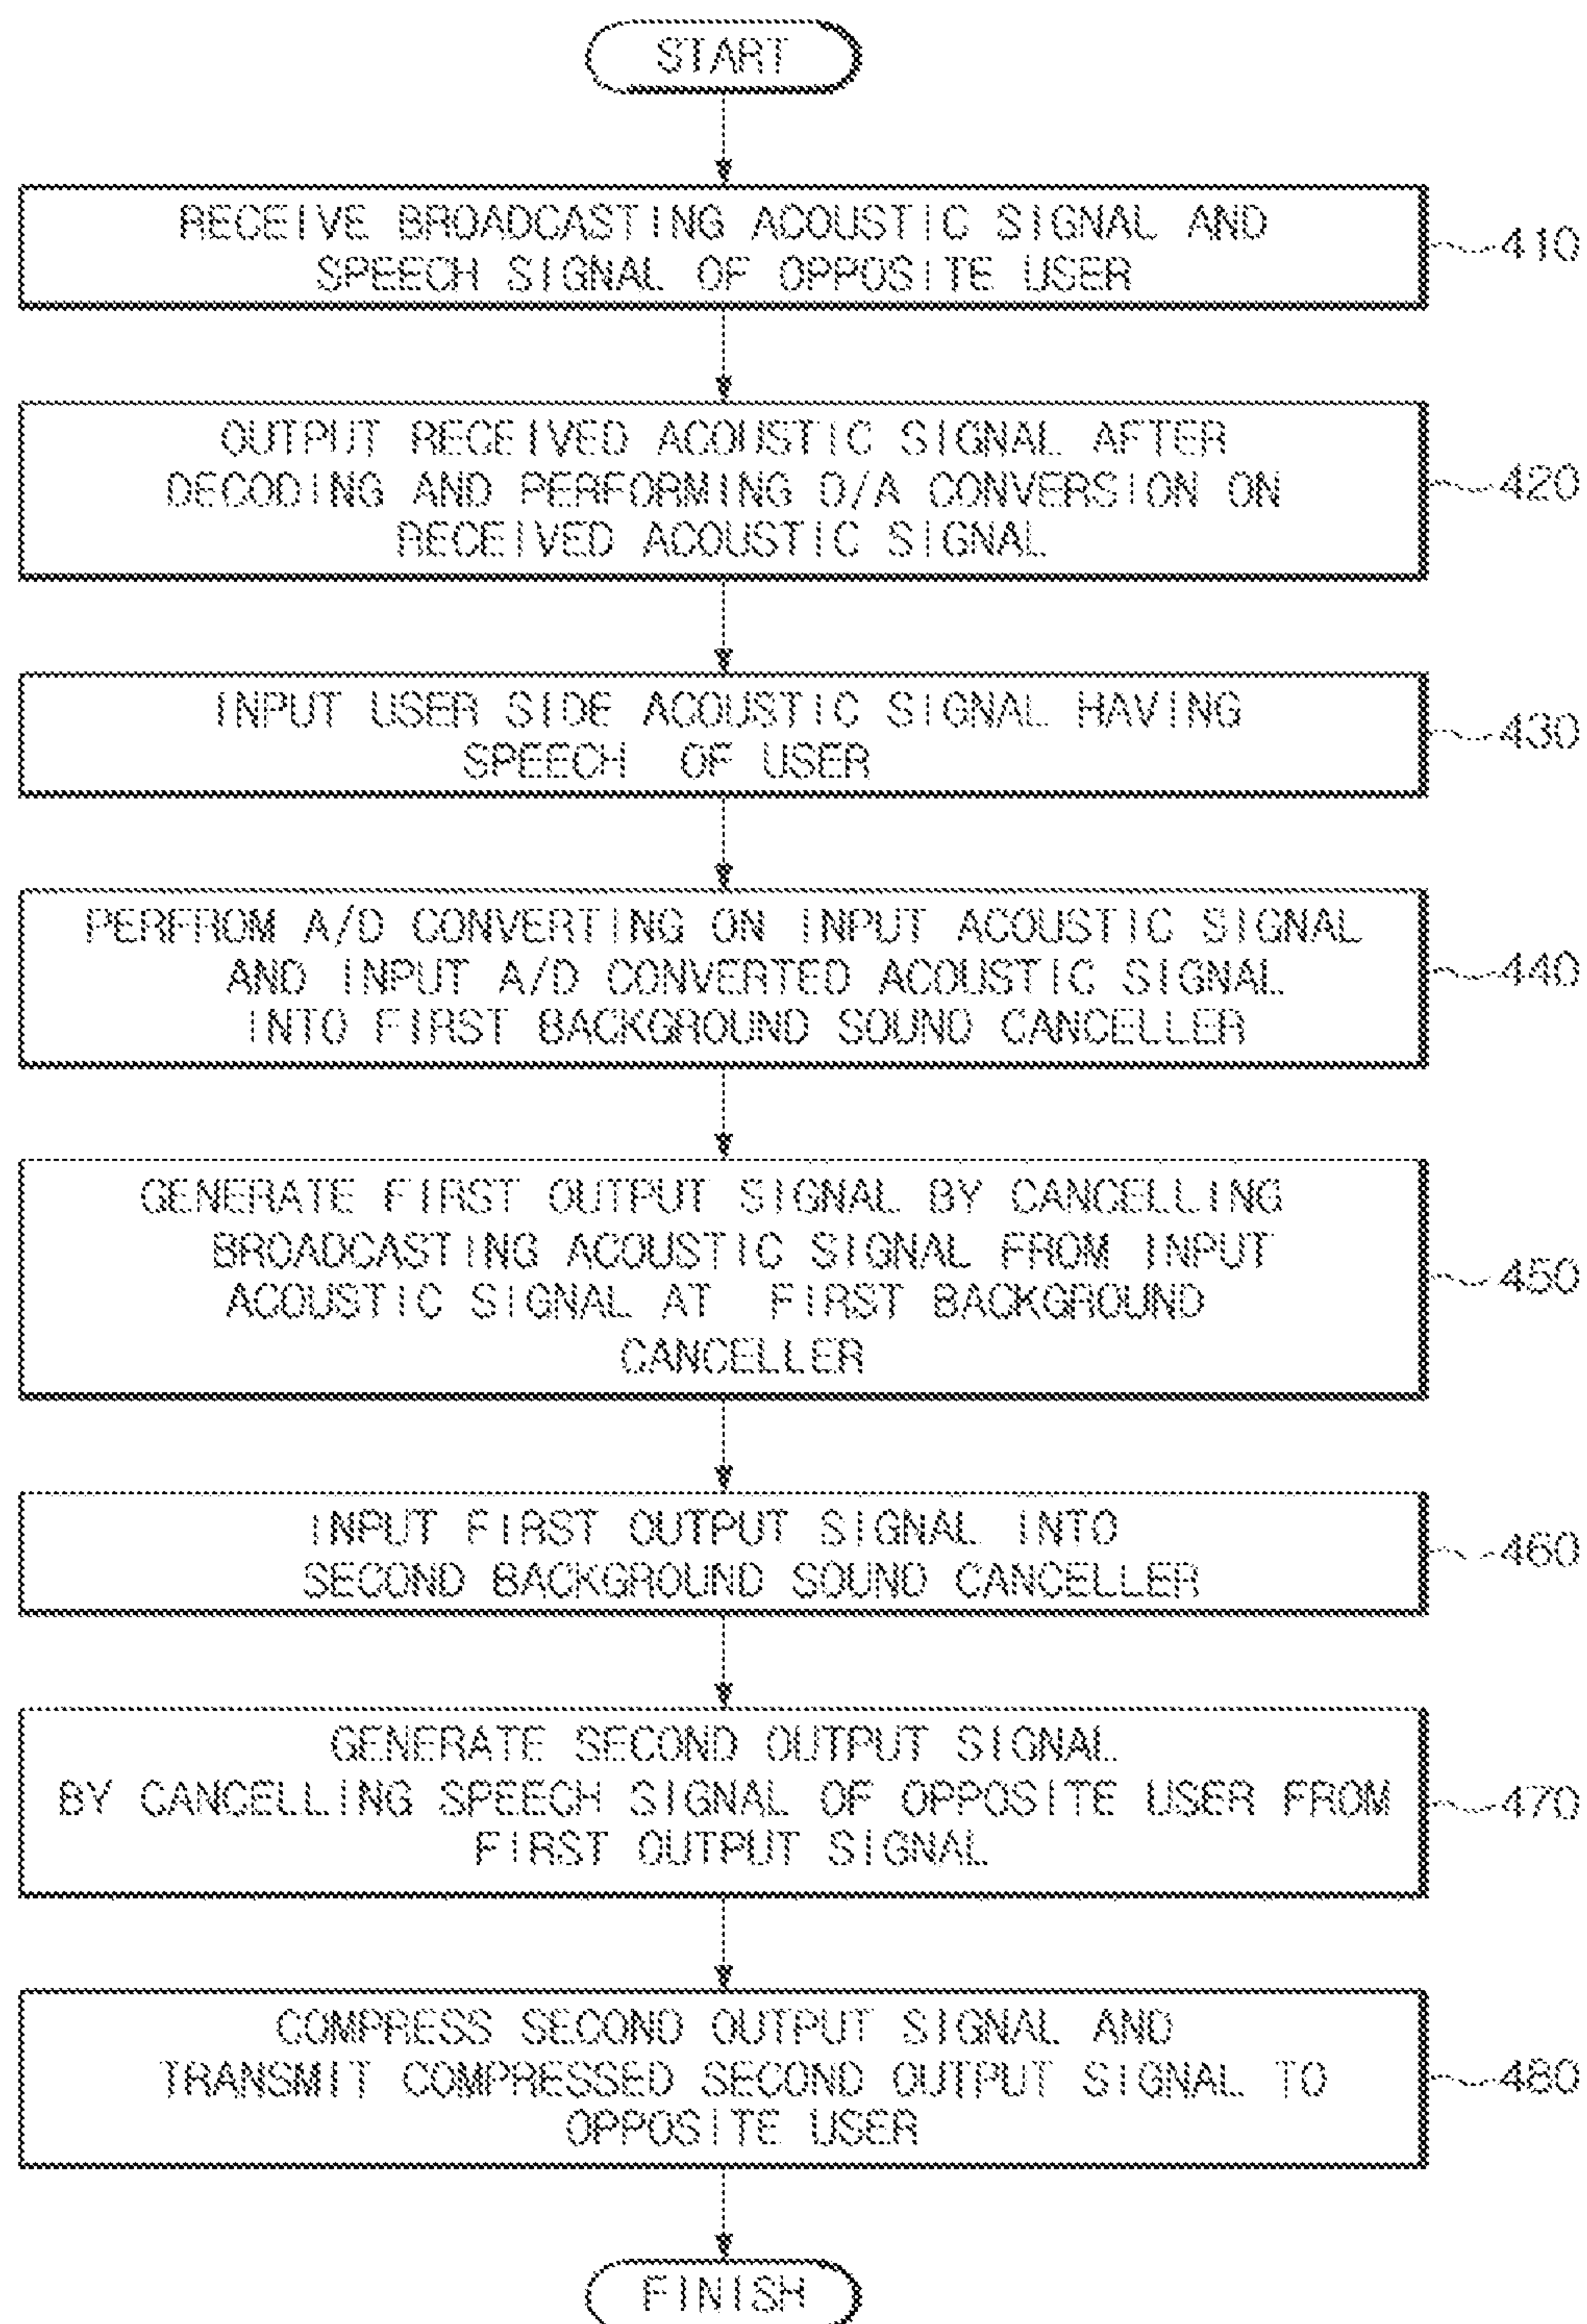 START
RECEIVE BROADCASTING ACOUSTIC SIGNAL AND
SPEECH SIGNAL OF OPPOSITE USER
410
OUTPUT RECEIVED ACOUSTIC SIGNAL AFTER
DECODING AND PERFORMING D/A CONVERSION ON
RECEIVED ACOUSTIC SIGNAL
420
INPUT USER SIDE ACOUSTIC SIGNAL HAVING
SPEECH OF USER
430
PERFROM A/D CONVERTING ON INPUT ACOUSTIC SIGNAL
AND INPUT A/D CONVERTED ACOUSTIC SIGNAL
INTO FIRST BACKGROUND SOUND CANCELLER
440
GENERATE FIRST OUTPUT SIGNAL BY CANCELLING
BROADCASTING ACOUSTIC SIGNAL FROM INPUT
ACOUSTIC SIGNAL AT FIRST BACKGROUND
CANCELLER
450
INPUT FIRST OUTPUT SIGNAL INTO
SECOND BACKGROUND SOUND CANCELLER
460
GENERATE SECOND OUTPUT SIGNAL
BY CANCELLING SPEECH SIGNAL OF OPPOSITE USER FROM
FIRST OUTPUT SIGNAL
470
COMPRESS SECOND OUTPUT SIGNAL AND
TRANSMIT COMPRESSED SECOND OUTPUT SIGNAL TO
OPPOSITE USER
480
FINISH